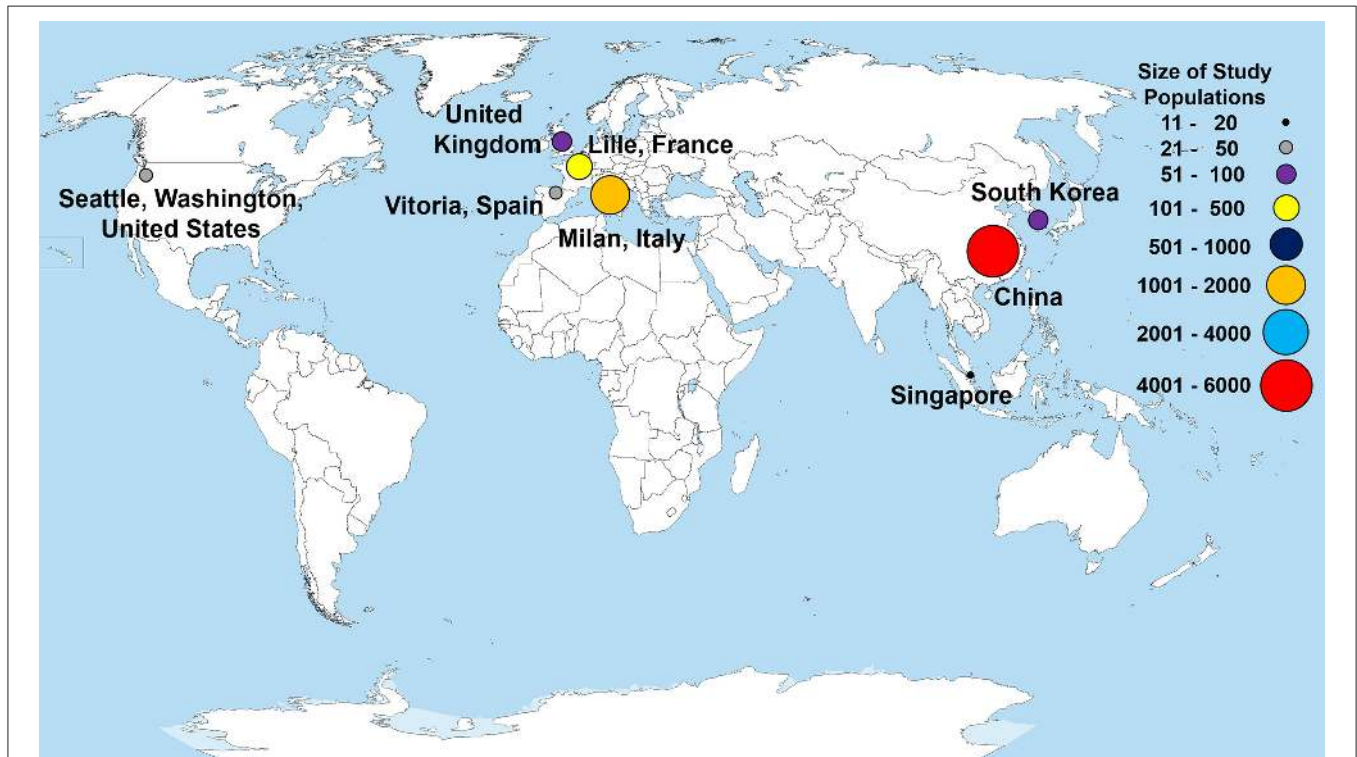 Size of Study
Populations
11 - 20
21 - 50
51 - 100
101 - 500
501 - 1000
1001 - 2000
2001 - 4000
4001 - 6000
United
Kingdom
Lille, France
Seattle, Washington,
United States
Vitoria, Spain
Milan, Italy
South Korea
China
Singapore